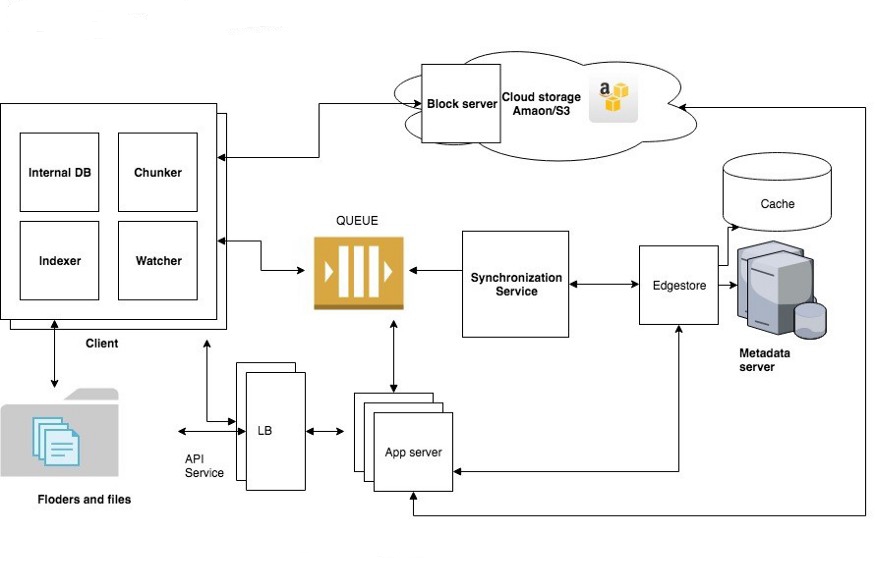 Block server
Cloud storage
Amaon/S3
a
Internal DB
Chunker
Indexer
Watcher
Client
QUEUE
Synchronization
Service
Edgestore
Cache
Metadata
server
LB
API
Service
App server
Floders and files